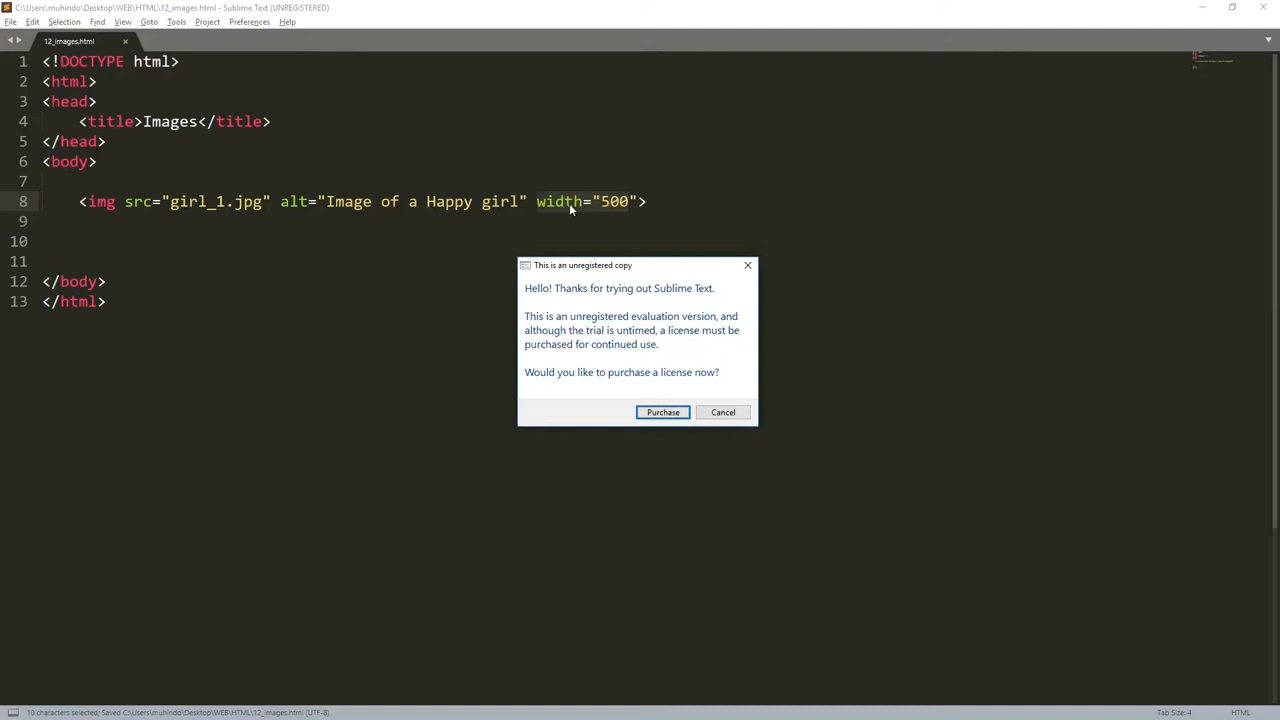 C:\Users\muhindo\Desktop\WEB\HTML\12_images.html - Sublime Text (UNREGISTERED)
File Edit Selection Find View Goto Tools Project Preferences Help
12_images.html
1 <!DOCTYPE html>
2 <html>
3 <head>
4 <title>Images</title>
5 </head>
6 <body>
7
8 <img src="girl_1.jpg" alt="Image of a Happy girl" width="500">
9
10
11
12 </body>
13 </html>
This is an unregistered copy
Hello! Thanks for trying out Sublime Text.
This is an unregistered evaluation version, and
although the trial is untimed, a license must be
purchased for continued use.
Would you like to purchase a license now?
Purchase Cancel
10 characters selected; Saved C:\Users\muhindo\Desktop\WEB\HTML\12_images.html (UTF-8) Tab Size: 4 HTML